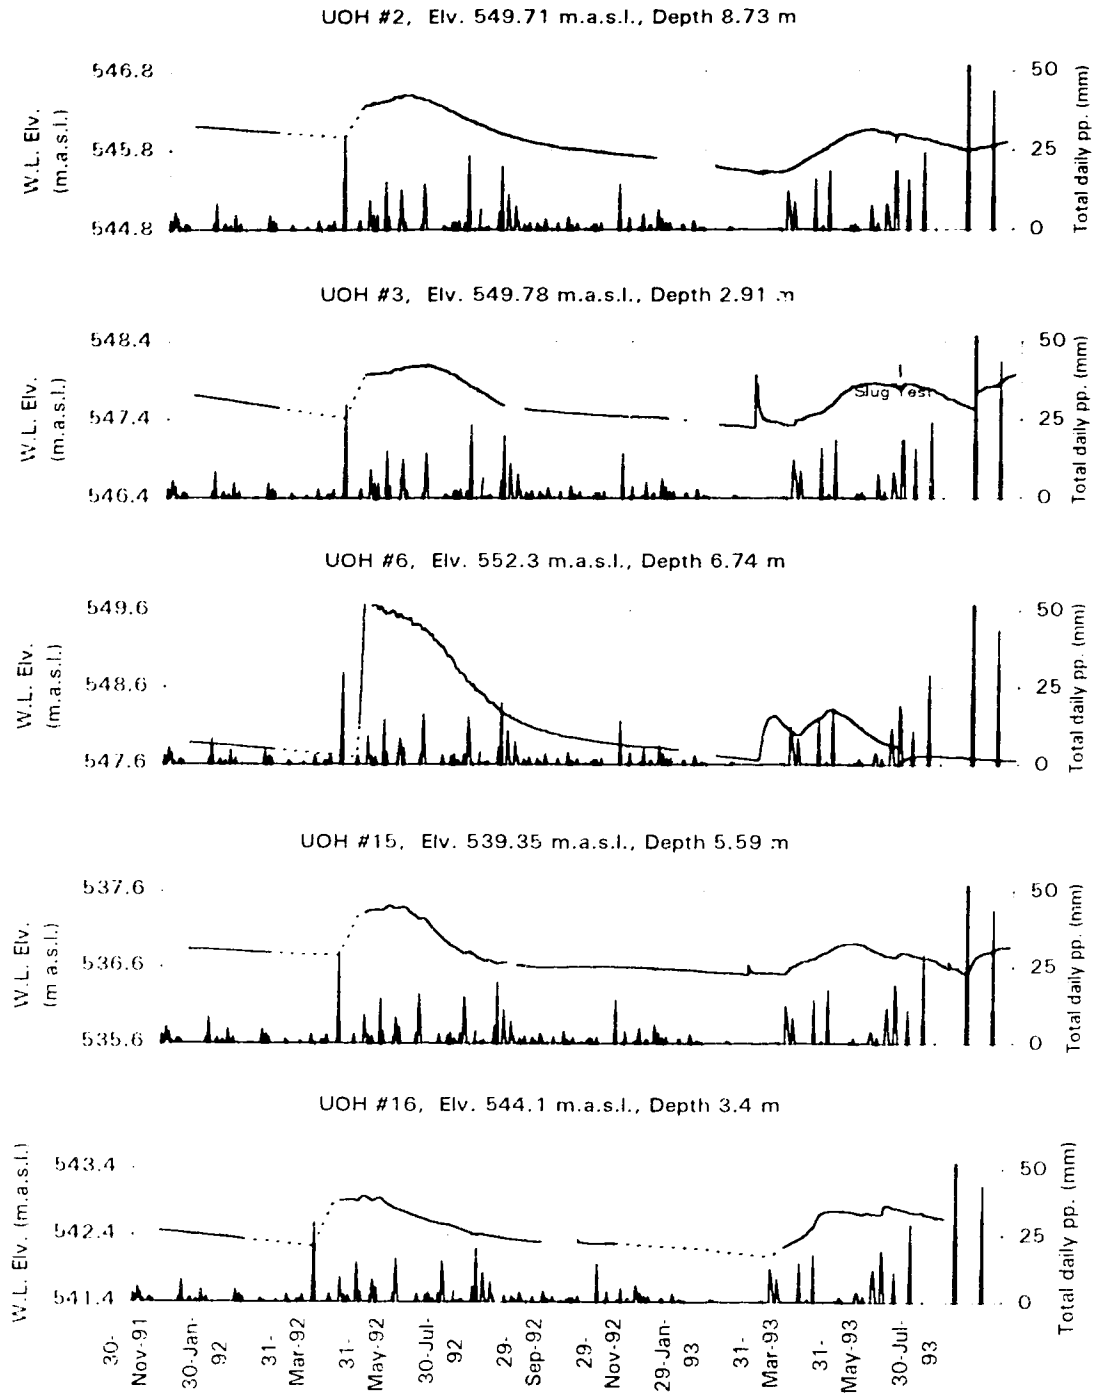 UOH #2, Elv. 549.71 m.a.s.l., Depth 8.73 m
546.8
545.8
544.8
W.L. Elv.
(m.a.s.l.)
50
25
0
Total daily pp. (mm)
UOH #3, Elv. 549.78 m.a.s.l., Depth 2.91 m
548.4
547.4
546.4
W.L. Elv.
(m.a.s.l.)
Slug Test
50
25
0
Total daily pp. (mm)
UOH #6, Elv. 552.3 m.a.s.l., Depth 6.74 m
549.6
548.6
547.6
W.L. Elv.
(m.a.s.l.)
50
25
0
Total daily pp. (mm)
UOH #15, Elv. 539.35 m.a.s.l., Depth 5.59 m
537.6
536.6
535.6
W.L. Elv.
(m a.s.l.)
50
25
0
Total daily pp. (mm)
UOH #16, Elv. 544.1 m.a.s.l., Depth 3.4 m
543.4
542.4
541.4
W.L. Elv. (m.a.s.l.)
50
25
0
Total daily pp. (mm)
30-
Nov-91
30-Jan-
92
31-
Mar-92
31-
May-92
30-Jul-
92
29-
Sep-92
29-
Nov-92
29-Jan-
93
31-
Mar-93
31-
May-93
30-Jul-
93